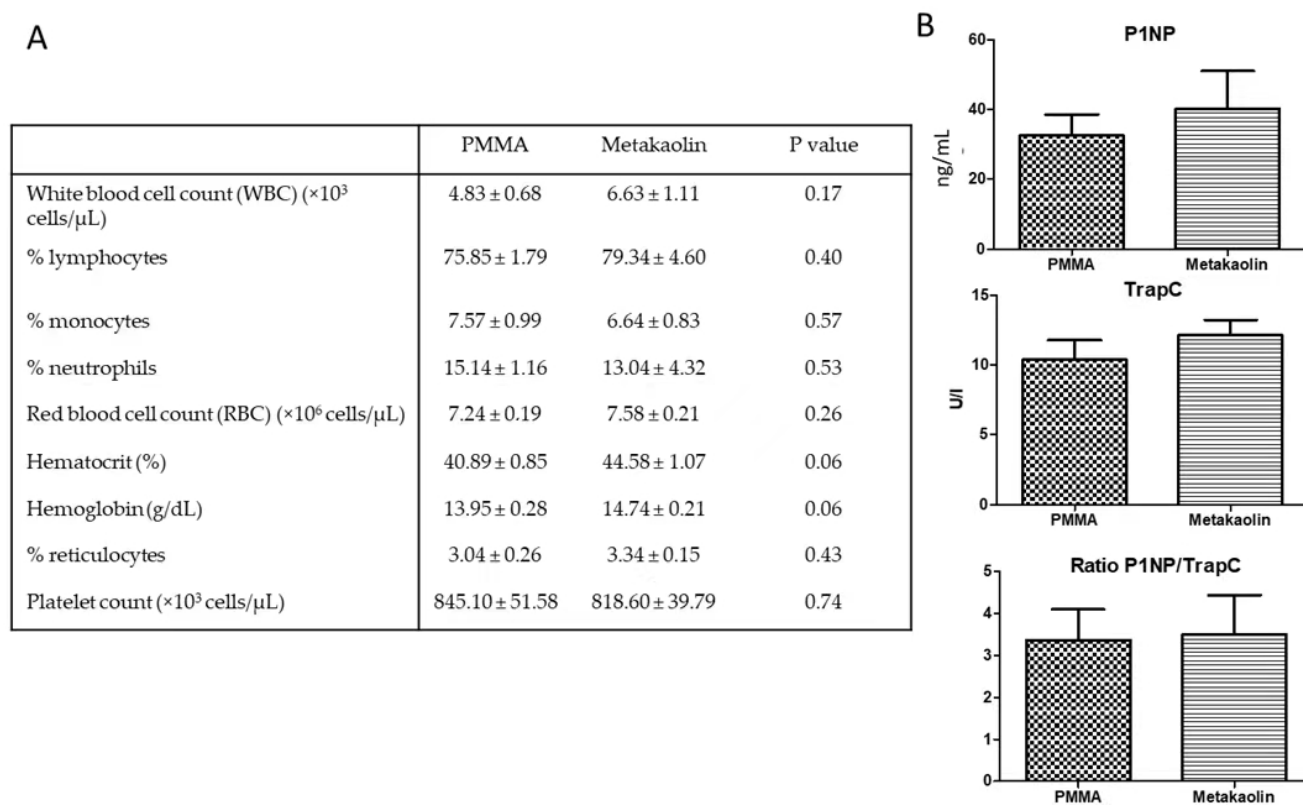 A
PMMA Metakaolin P value
White blood cell count (WBC) (×10³
cells/µL) 4.83 ± 0.68 6.63 ± 1.11 0.17
% lymphocytes 75.85 ± 1.79 79.34 ± 4.60 0.40
% monocytes 7.57 ± 0.99 6.64 ± 0.83 0.57
% neutrophils 15.14 ± 1.16 13.04 ± 4.32 0.53
Red blood cell count (RBC) (×10⁶ cells/µL) 7.24 ± 0.19 7.58 ± 0.21 0.26
Hematocrit (%) 40.89 ± 0.85 44.58 ± 1.07 0.06
Hemoglobin (g/dL) 13.95 ± 0.28 14.74 ± 0.21 0.06
% reticulocytes 3.04 ± 0.26 3.34 ± 0.15 0.43
Platelet count (×10³ cells/µL) 845.10 ± 51.58 818.60 ± 39.79 0.74
B
P1NP
ng/mL
60
40
20
0
PMMA Metakaolin
TrapC
U/l
15
10
5
0
PMMA Metakaolin
Ratio P1NP/TrapC
5
4
3
2
1
0
PMMA Metakaolin